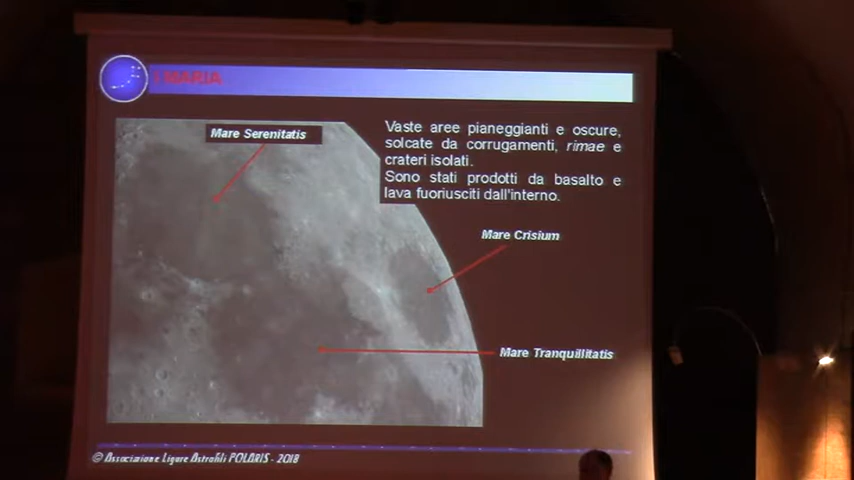 I MARIA
Mare Serenitatis
Vaste aree pianeggianti e oscure,
solcate da corrugamenti, rimae e
crateri isolati.
Sono stati prodotti da basalto e
lava fuoriusciti dall'interno.
Mare Crisium
Mare Tranquillitatis
© Associazione Ligure Astrofili POLARIS - 2018